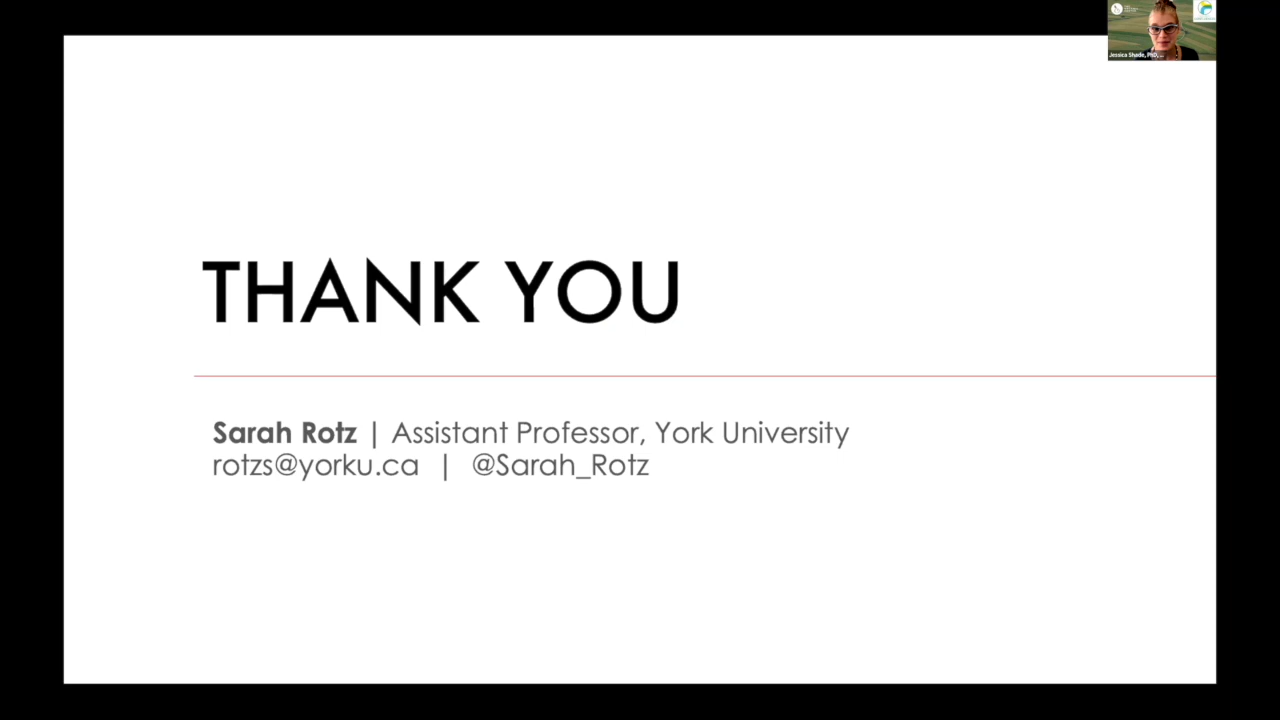 Jessica Shade, PhD, ...
THANK YOU
Sarah Rotz | Assistant Professor, York University
rotzs@yorku.ca | @Sarah_Rotz